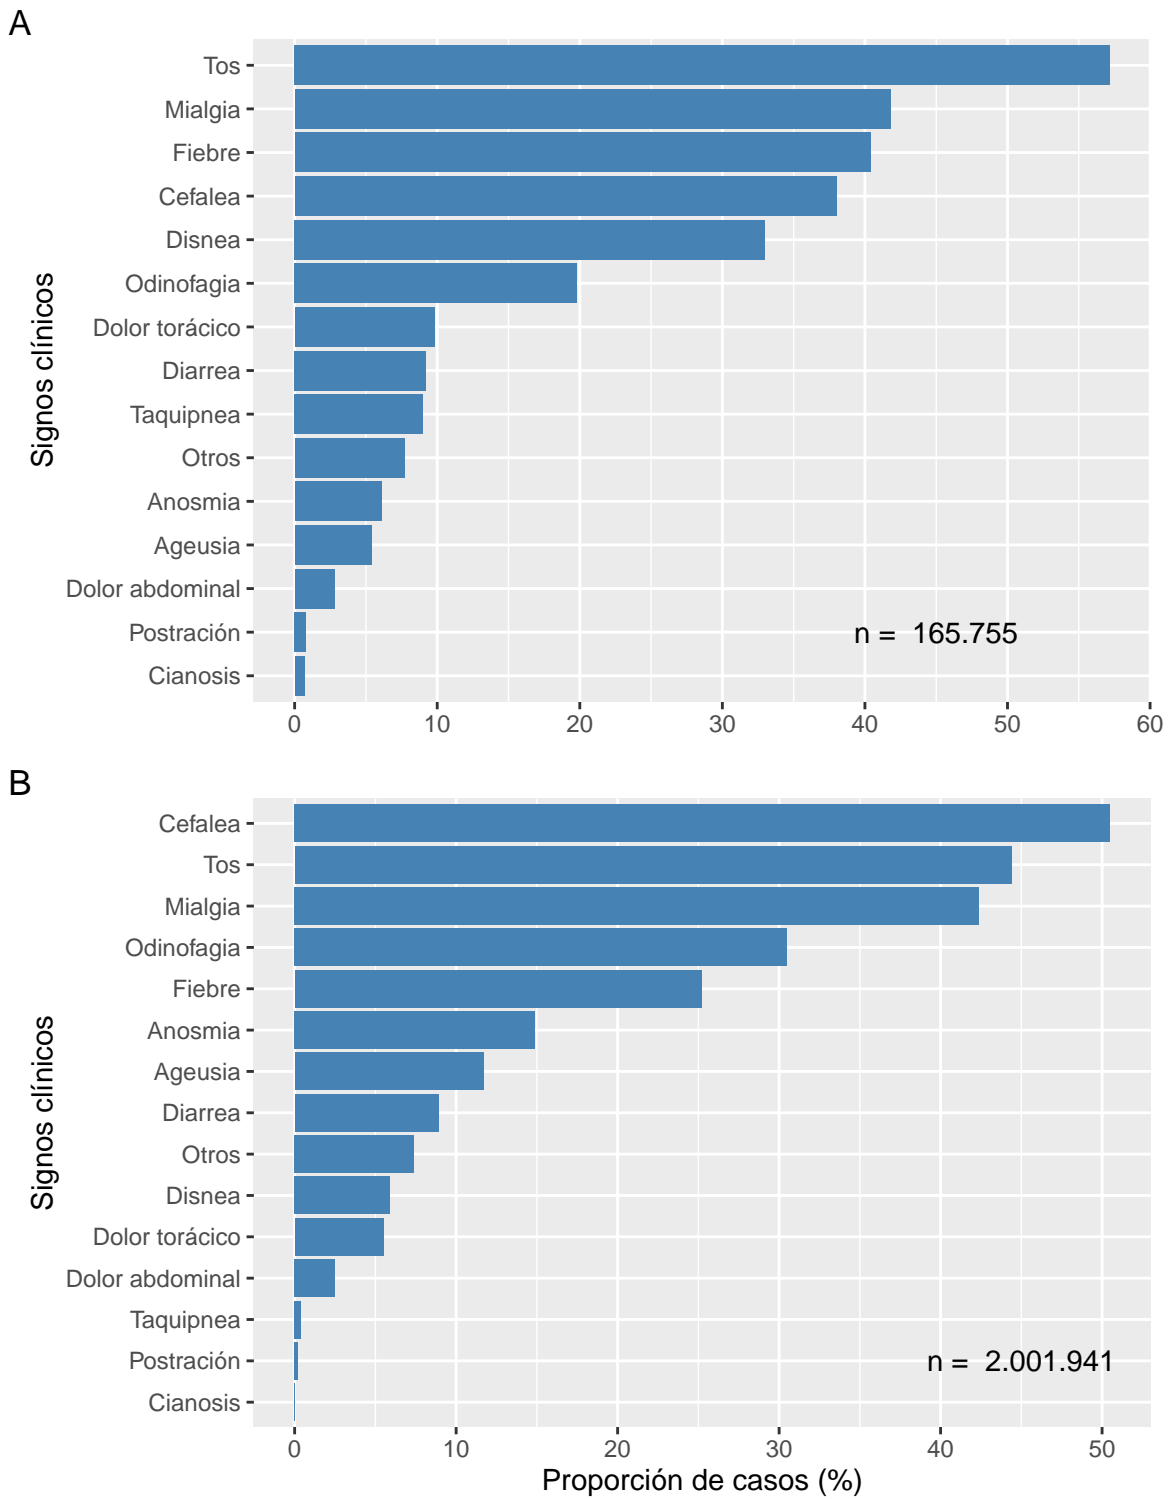 A
Tos
Mialgia
Fiebre
Cefalea
Disnea
Odinofagia
Dolor torácico
Diarrea
Taquipnea
Otros
Anosmia
Ageusia
Dolor abdominal
Postración
Cianosis
Signos clínicos
n = 165.755
0 10 20 30 40 50 60
B
Cefalea
Tos
Mialgia
Odinofagia
Fiebre
Anosmia
Ageusia
Diarrea
Otros
Disnea
Dolor torácico
Dolor abdominal
Taquipnea
Postración
Cianosis
Signos clínicos
n = 2.001.941
0 10 20 30 40 50
Proporción de casos (%)